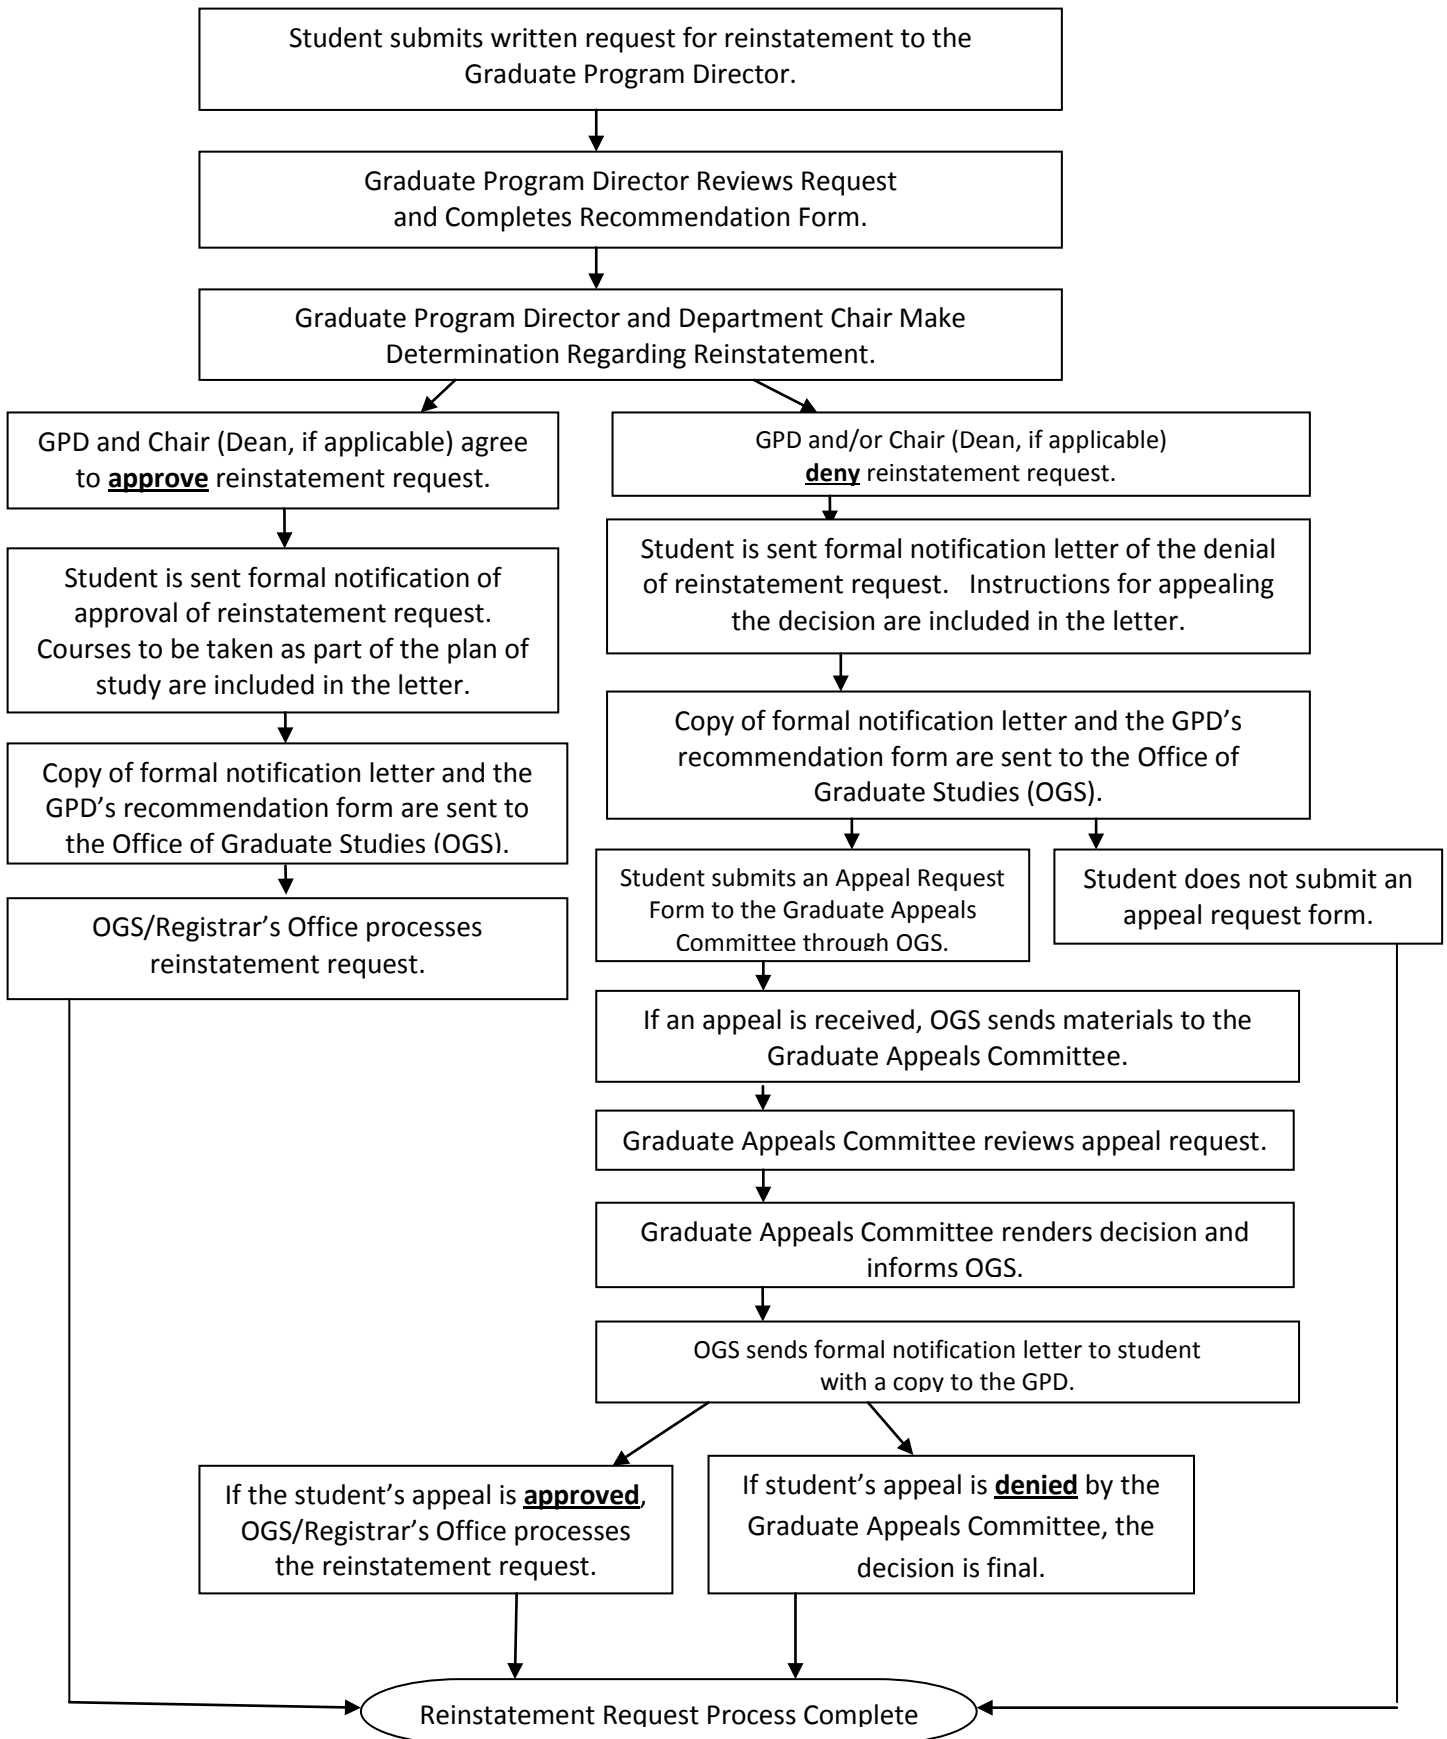 Student submits written request for reinstatement to the
Graduate Program Director.
Graduate Program Director Reviews Request
and Completes Recommendation Form.
Graduate Program Director and Department Chair Make
Determination Regarding Reinstatement.
GPD and Chair (Dean, if applicable) agree
to approve reinstatement request.
Student is sent formal notification of
approval of reinstatement request.
Courses to be taken as part of the plan of
study are included in the letter.
Copy of formal notification letter and the
GPD’s recommendation form are sent to
the Office of Graduate Studies (OGS).
OGS/Registrar’s Office processes
reinstatement request.
GPD and/or Chair (Dean, if applicable)
deny reinstatement request.
Student is sent formal notification letter of the denial
of reinstatement request.   Instructions for appealing
the decision are included in the letter.
Copy of formal notification letter and the GPD’s
recommendation form are sent to the Office of
Graduate Studies (OGS).
Student submits an Appeal Request
Form to the Graduate Appeals
Committee through OGS.
Student does not submit an
appeal request form.
If an appeal is received, OGS sends materials to the
Graduate Appeals Committee.
Graduate Appeals Committee reviews appeal request.
Graduate Appeals Committee renders decision and
informs OGS.
OGS sends formal notification letter to student
with a copy to the GPD.
If the student’s appeal is approved,
OGS/Registrar’s Office processes
the reinstatement request.
If student’s appeal is denied by the
Graduate Appeals Committee, the
decision is final.
Reinstatement Request Process Complete